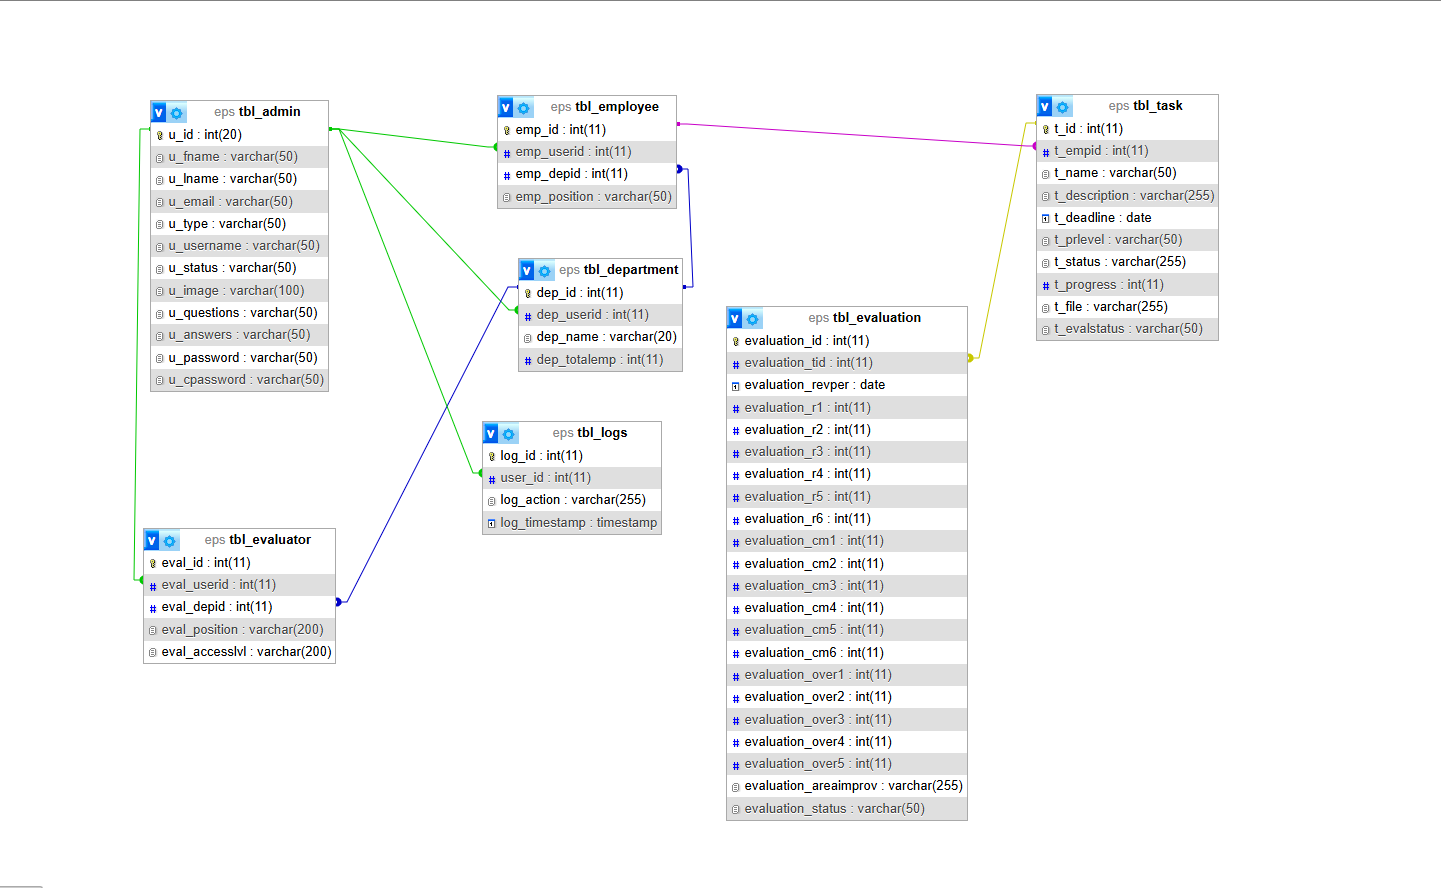 v eps tbl_admin
u_id : int(20)
u_fname : varchar(50)
u_lname : varchar(50)
u_email : varchar(50)
u_type : varchar(50)
u_username : varchar(50)
u_status : varchar(50)
u_image : varchar(100)
u_questions : varchar(50)
u_answers : varchar(50)
u_password : varchar(50)
u_cpassword : varchar(50)
v eps tbl_employee
emp_id : int(11)
# emp_userid : int(11)
# emp_depid : int(11)
emp_position : varchar(50)
v eps tbl_task
t_id : int(11)
# t_empid : int(11)
t_name : varchar(50)
t_description : varchar(255)
t_deadline : date
t_prlevel : varchar(50)
t_status : varchar(255)
# t_progress : int(11)
t_file : varchar(255)
t_evalstatus : varchar(50)
v eps tbl_department
dep_id : int(11)
# dep_userid : int(11)
dep_name : varchar(20)
# dep_totalemp : int(11)
v eps tbl_evaluation
evaluation_id : int(11)
# evaluation_tid : int(11)
evaluation_revper : date
# evaluation_r1 : int(11)
# evaluation_r2 : int(11)
# evaluation_r3 : int(11)
# evaluation_r4 : int(11)
# evaluation_r5 : int(11)
# evaluation_r6 : int(11)
# evaluation_cm1 : int(11)
# evaluation_cm2 : int(11)
# evaluation_cm3 : int(11)
# evaluation_cm4 : int(11)
# evaluation_cm5 : int(11)
# evaluation_cm6 : int(11)
# evaluation_over1 : int(11)
# evaluation_over2 : int(11)
# evaluation_over3 : int(11)
# evaluation_over4 : int(11)
# evaluation_over5 : int(11)
evaluation_areaimprov : varchar(255)
evaluation_status : varchar(50)
v eps tbl_logs
log_id : int(11)
# user_id : int(11)
log_action : varchar(255)
log_timestamp : timestamp
v eps tbl_evaluator
eval_id : int(11)
# eval_userid : int(11)
# eval_depid : int(11)
eval_position : varchar(200)
eval_accesslvl : varchar(200)